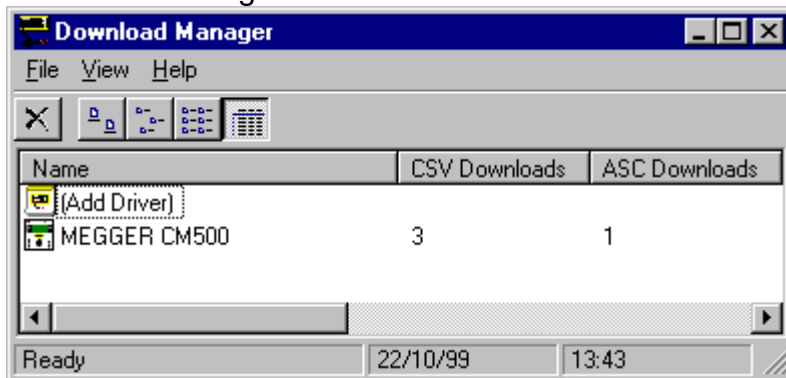 Download Manager
File View Help
Name CSV Downloads ASC Downloads
(Add Driver)
MEGGER CM500 3 1
Ready 22/10/99 13:43